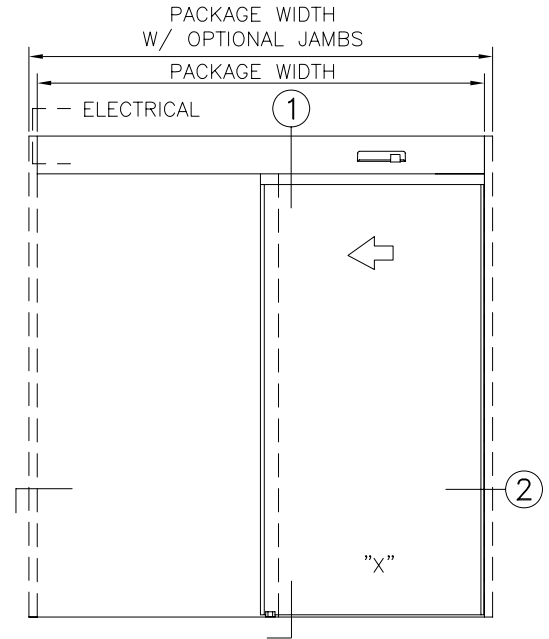 PACKAGE WIDTH
W/ OPTIONAL JAMBS
PACKAGE WIDTH
ELECTRICAL
1
2
"X"